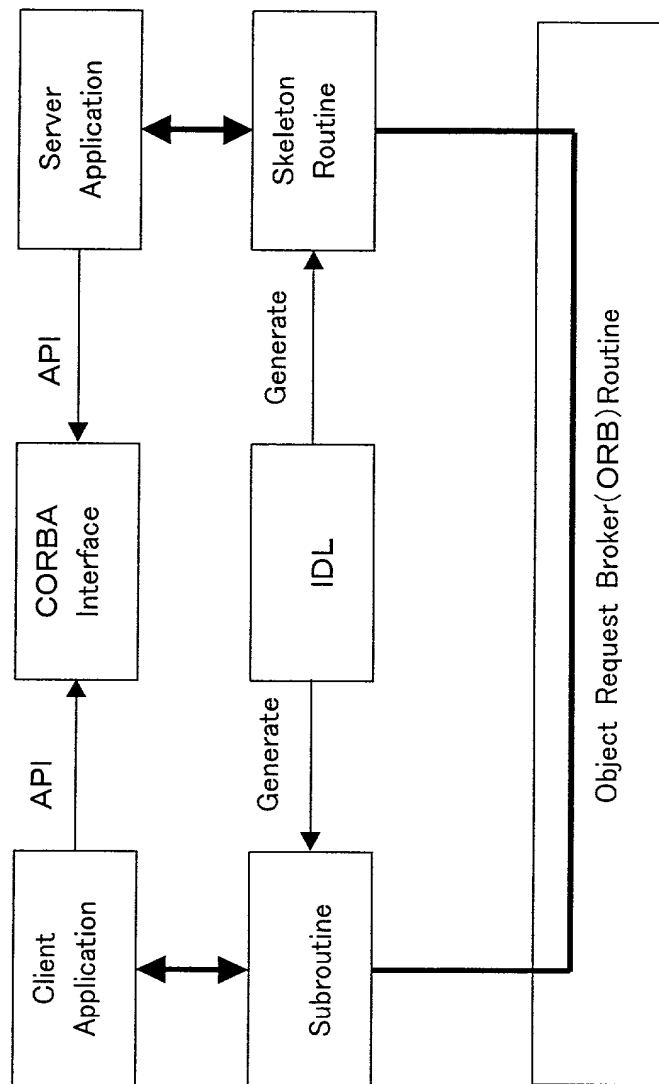 Client
Application
API
CORBA
Interface
API
Server
Application
Subroutine
Generate
IDL
Generate
Skeleton
Routine
Object Request Broker(ORB)Routine